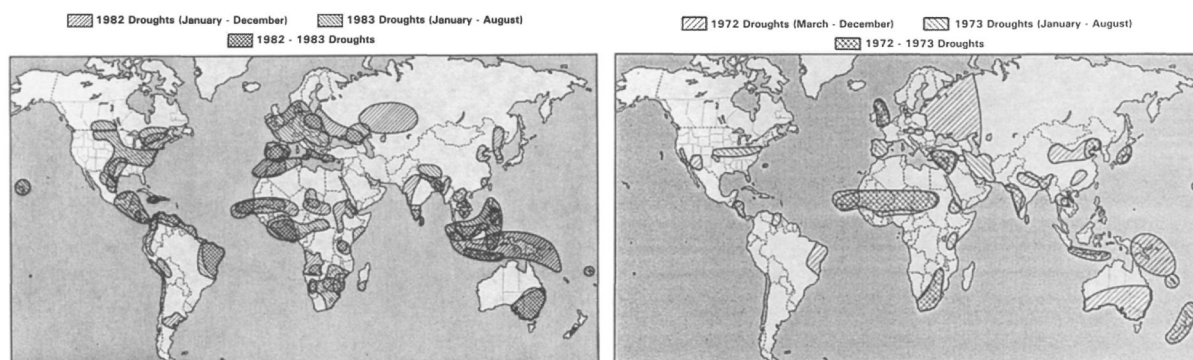 1982 Droughts (January - December) 1983 Droughts (January - August)
1982 - 1983 Droughts
1972 Droughts (March - December) 1973 Droughts (January - August)
1972 - 1973 Droughts